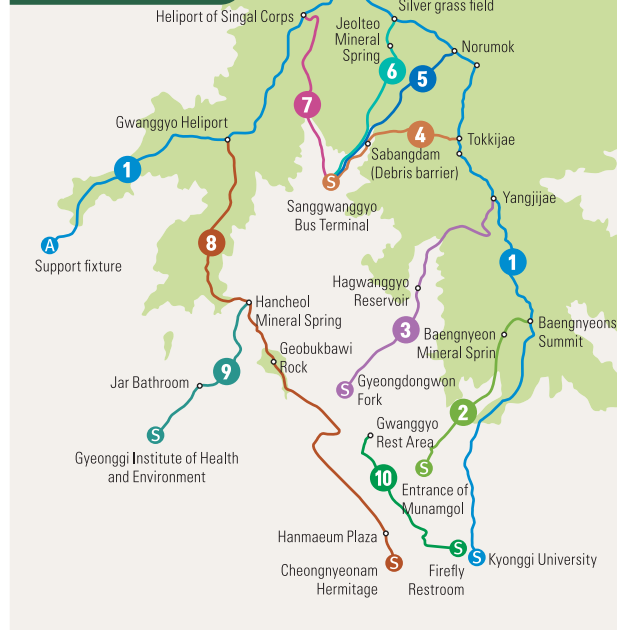 Silver grass field
Heliport of Singal Corps
Jeolteo
Mineral
Spring
Norumok
6
5
7
Gwanggyo Heliport
4
Tokkijae
Sabangdam
(Debris barrier)
1
S
Sanggwanggyo
Bus Terminal
Yangjijae
8
A
Support fixture
1
Hagwanggyo
Reservoir
Hancheol
Mineral Spring
3
Baengnyeon
Mineral Sprin
Baengnyeons
Summit
Geobukbawi
Rock
9
Jar Bathroom
S
Gyeongdongwon
Fork
2
S
Gyeonggi Institute of Health
and Environment
Gwanggyo
Rest Area
S
10
Entrance of
Munamgol
Hanmaeum Plaza
S
S
S
Kyonggi University
Cheongnyeonam
Hermitage
Firefly
Restroom